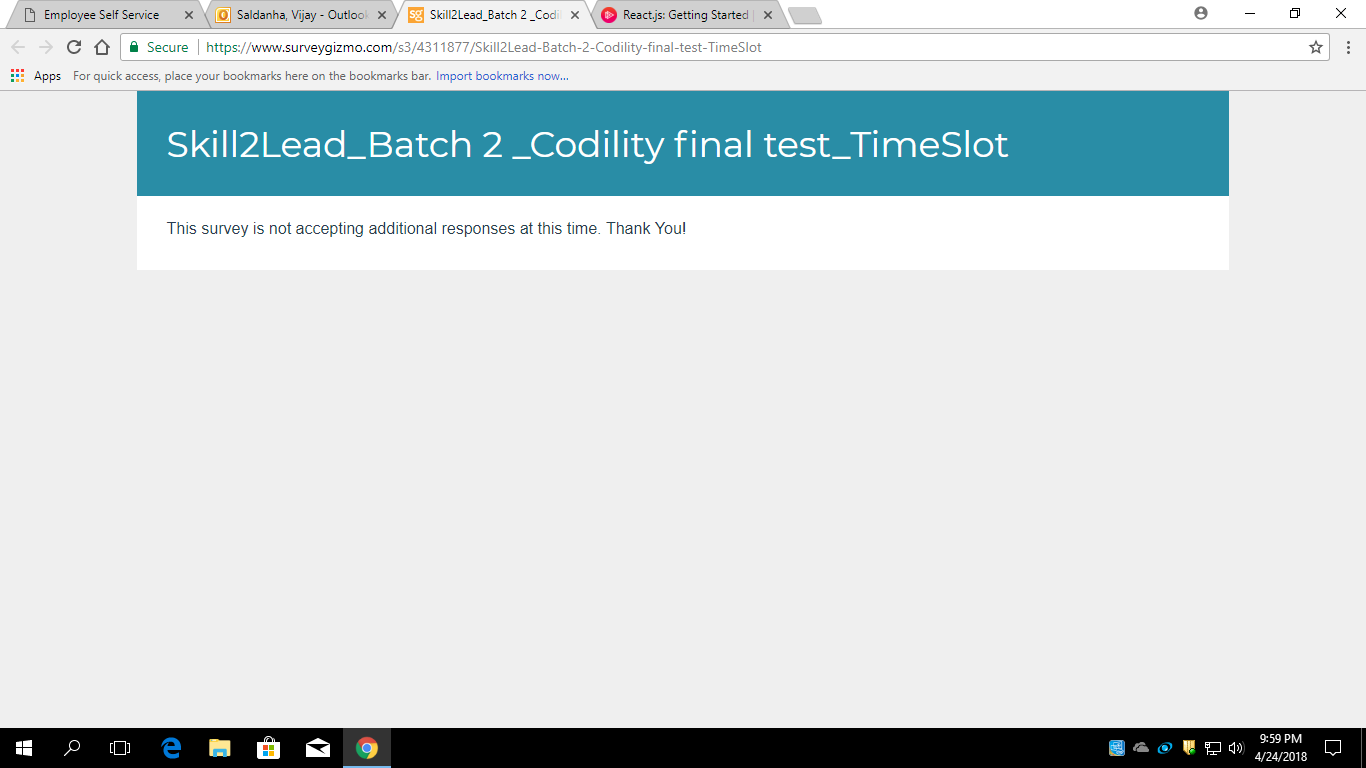 Employee Self Service
Saldanha, Vijay - Outlook
Skill2Lead_Batch 2 _Codil
React.js: Getting Started |
Secure
https://www.surveygizmo.com/s3/4311877/Skill2Lead-Batch-2-Codility-final-test-TimeSlot
Apps
For quick access, place your bookmarks here on the bookmarks bar. Import bookmarks now...
Skill2Lead_Batch 2 _Codility final test_TimeSlot
This survey is not accepting additional responses at this time. Thank You!
9:59 PM
4/24/2018